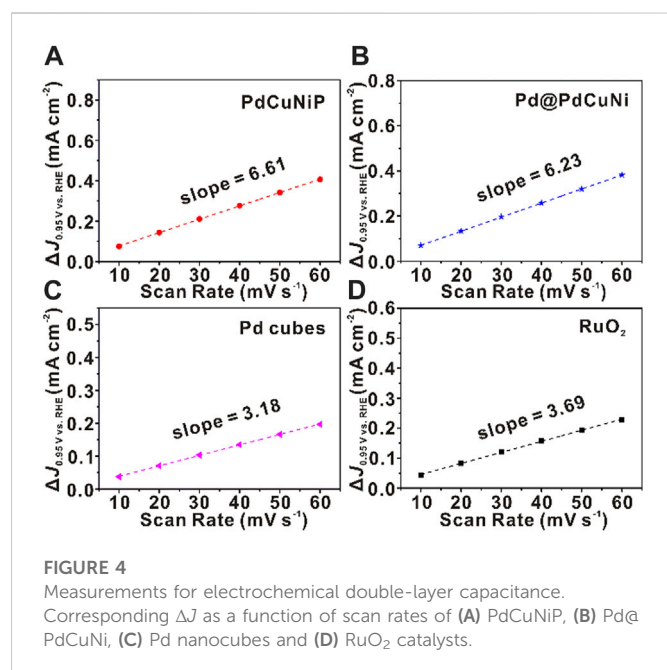 A
PdCuNiP
slope = 6.61
ΔJ0.95 V vs. RHE (mA cm⁻²)
0.8
0.6
0.4
0.2
0.0
10 20 30 40 50 60
Scan Rate (mV s⁻¹)
B
Pd@PdCuNi
slope = 6.23
ΔJ0.95 V vs. RHE (mA cm⁻²)
0.8
0.6
0.4
0.2
0.0
10 20 30 40 50 60
Scan Rate (mV s⁻¹)
C
Pd cubes
slope = 3.18
ΔJ0.95 V vs. RHE (mA cm⁻²)
0.5
0.4
0.3
0.2
0.1
0.0
10 20 30 40 50 60
Scan Rate (mV s⁻¹)
D
RuO₂
slope = 3.69
ΔJ0.95 V vs. RHE (mA cm⁻²)
0.6
0.5
0.4
0.3
0.2
0.1
0.0
10 20 30 40 50 60
Scan Rate (mV s⁻¹)
FIGURE 4
Measurements for electrochemical double-layer capacitance.
Corresponding ΔJ as a function of scan rates of (A) PdCuNiP, (B) Pd@
PdCuNi, (C) Pd nanocubes and (D) RuO₂ catalysts.